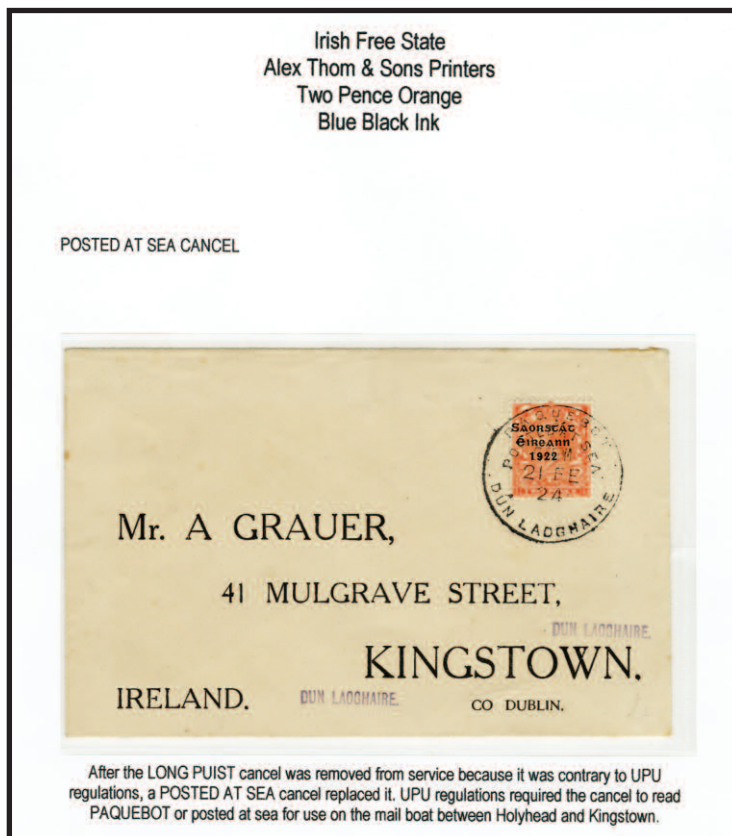 Irish Free State
Alex Thom & Sons Printers
Two Pence Orange
Blue Black Ink
POSTED AT SEA CANCEL
PAQUEBOT
POSTED AT SEA
Saorstát
Éireann
1922
21 FE
24
DUN LAOGHAIRE
Mr. A GRAUER,
41 MULGRAVE STREET,
DUN LAOGHAIRE.
KINGSTOWN.
IRELAND.
DUN LAOGHAIRE.
CO DUBLIN.
After the LONG PUIST cancel was removed from service because it was contrary to UPU
regulations, a POSTED AT SEA cancel replaced it. UPU regulations required the cancel to read
PAQUEBOT or posted at sea for use on the mail boat between Holyhead and Kingstown.